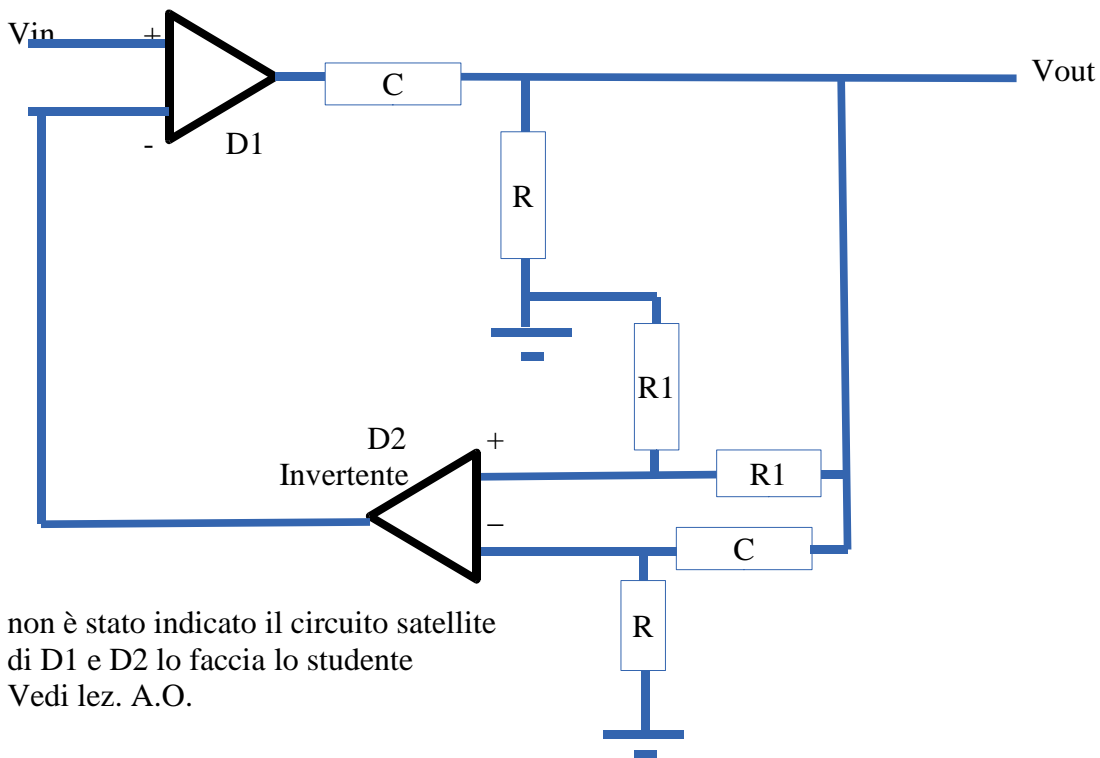 Vin
+
C
Vout
-
D1
R
R1
D2
+
Invertente
R1
–
C
non è stato indicato il circuito satellite
R
di D1 e D2 lo faccia lo studente
Vedi lez. A.O.